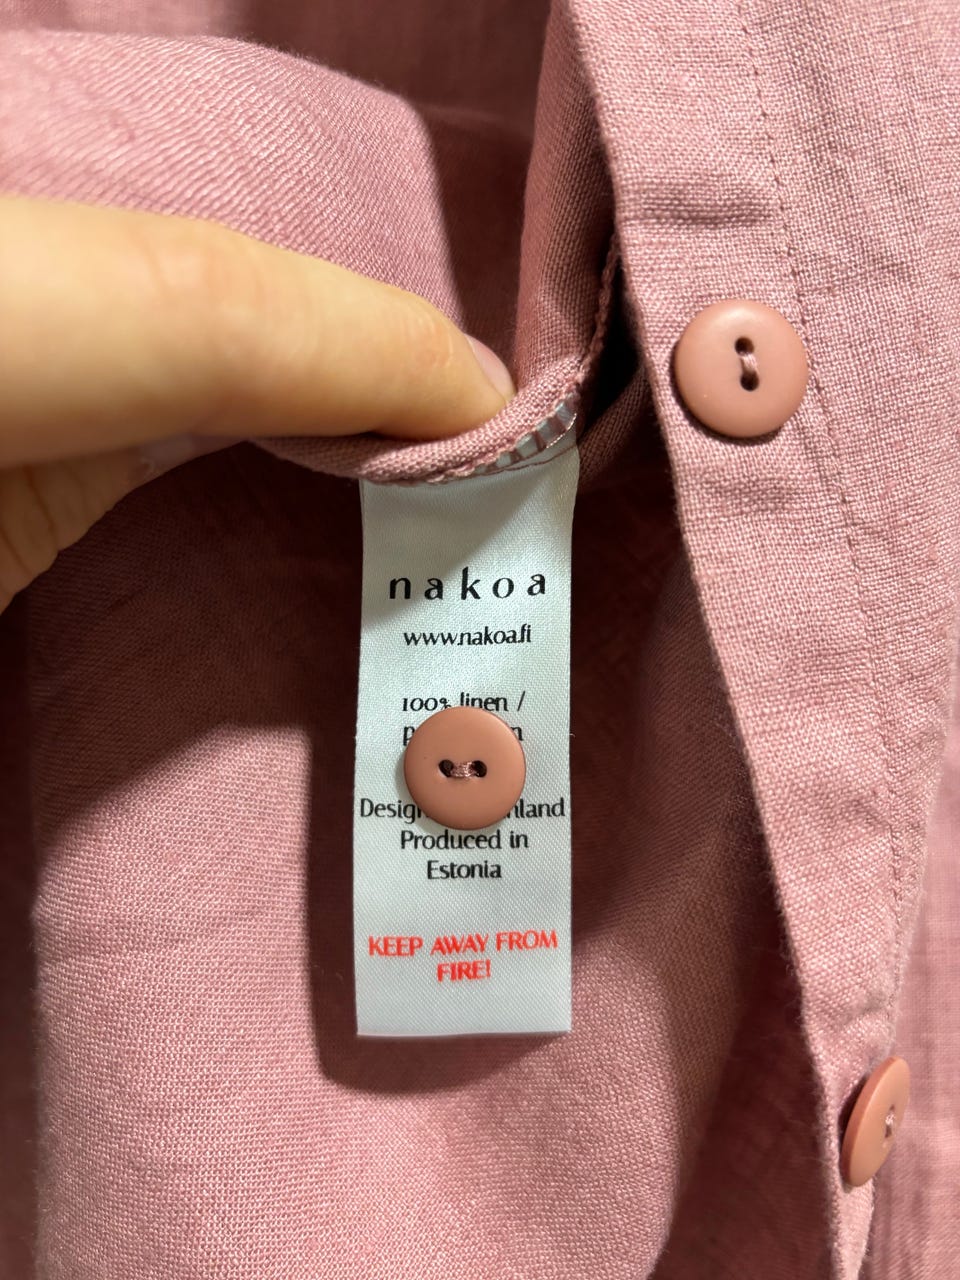 nakoa
www.nakoa.fi
100% linen /
Produced in
Estonia
KEEP AWAY FROM
FIRE!